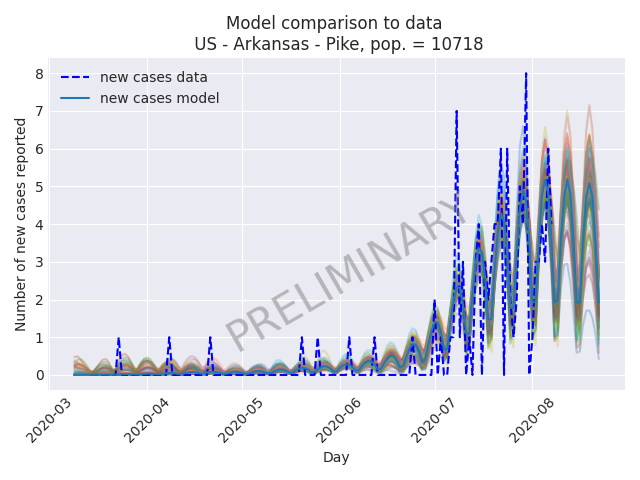 Model comparison to data
US - Arkansas - Pike, pop. = 10718
new cases data
new cases model
PRELIMINARY
Number of new cases reported
8
7
6
5
4
3
2
1
0
2020-03
2020-04
2020-05
2020-06
2020-07
2020-08
Day